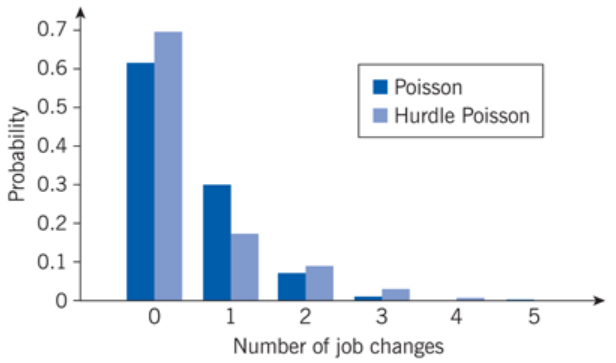 0.7
0.6
0.5
0.4
0.3
0.2
0.1
0
Probability
Poisson
Hurdle Poisson
0 1 2 3 4 5
Number of job changes